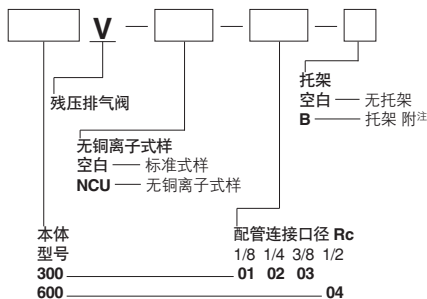 V — — —
残压排气阀
托架
空白 — 无托架
B — 托架 附注
无铜离子式样
空白 — 标准式样
NCU — 无铜离子式样
本体
型号
300
600
配管连接口径 Rc
1/8 1/4 3/8 1/2
01 02 03
04